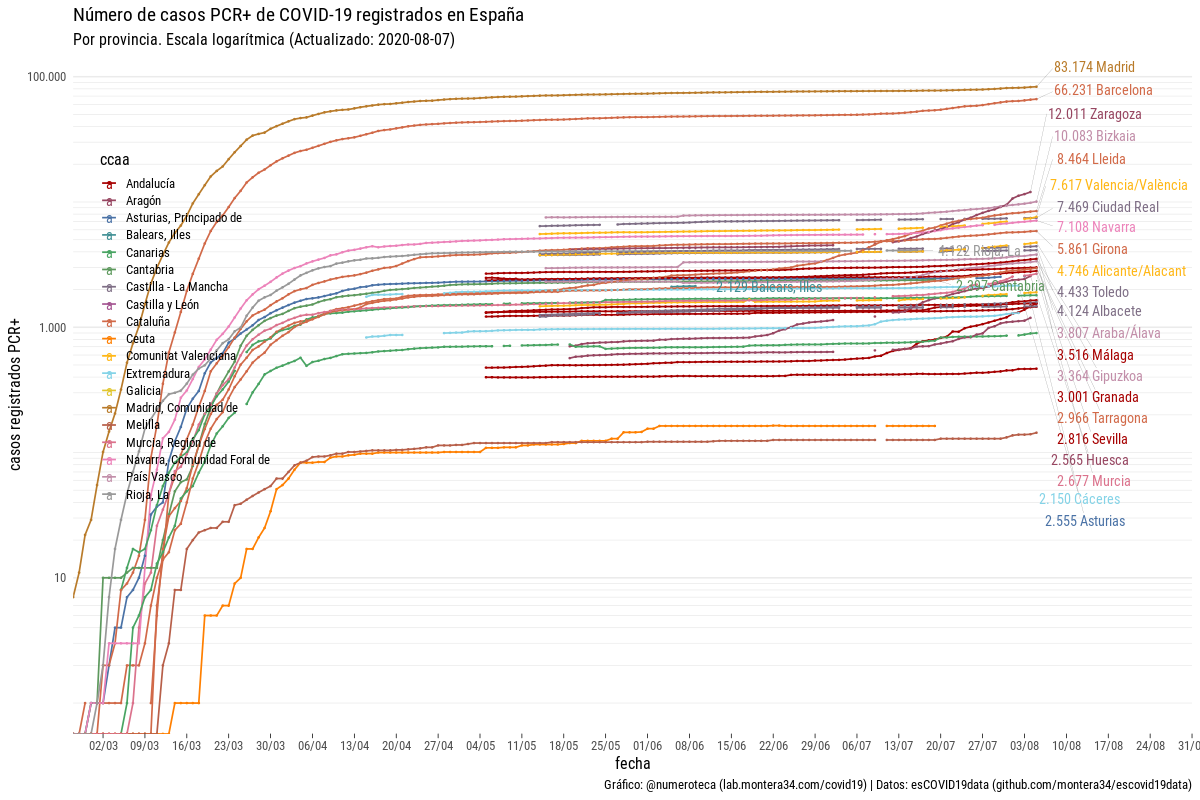 Número de casos PCR+ de COVID-19 registrados en España
Por provincia. Escala logarítmica (Actualizado: 2020-08-07)
100.000
1.000
10
casos registrados PCR+
ccaa
Andalucía
Aragón
Asturias, Principado de
Balears, Illes
Canarias
Cantabria
Castilla - La Mancha
Castilla y León
Cataluña
Ceuta
Comunitat Valenciana
Extremadura
Galicia
Madrid, Comunidad de
Melilla
Murcia, Región de
Navarra, Comunidad Foral de
País Vasco
Rioja, La
83.174 Madrid
66.231 Barcelona
12.011 Zaragoza
10.083 Bizkaia
8.464 Lleida
7.617 Valencia/València
7.469 Ciudad Real
7.108 Navarra
5.861 Girona
4.122 Rioja, La
4.746 Alicante/Alacant
2.129 Balears, Illes
2.397 Cantabria
4.433 Toledo
4.124 Albacete
3.807 Araba/Álava
3.516 Málaga
3.364 Gipuzkoa
3.001 Granada
2.966 Tarragona
2.816 Sevilla
2.565 Huesca
2.677 Murcia
2.150 Cáceres
2.555 Asturias
02/03 09/03 16/03 23/03 30/03 06/04 13/04 20/04 27/04 04/05 11/05 18/05 25/05 01/06 08/06 15/06 22/06 29/06 06/07 13/07 20/07 27/07 03/08 10/08 17/08 24/08 31/0
fecha
Gráfico: @numeroteca (lab.montera34.com/covid19) | Datos: esCOVID19data (github.com/montera34/escovid19data)